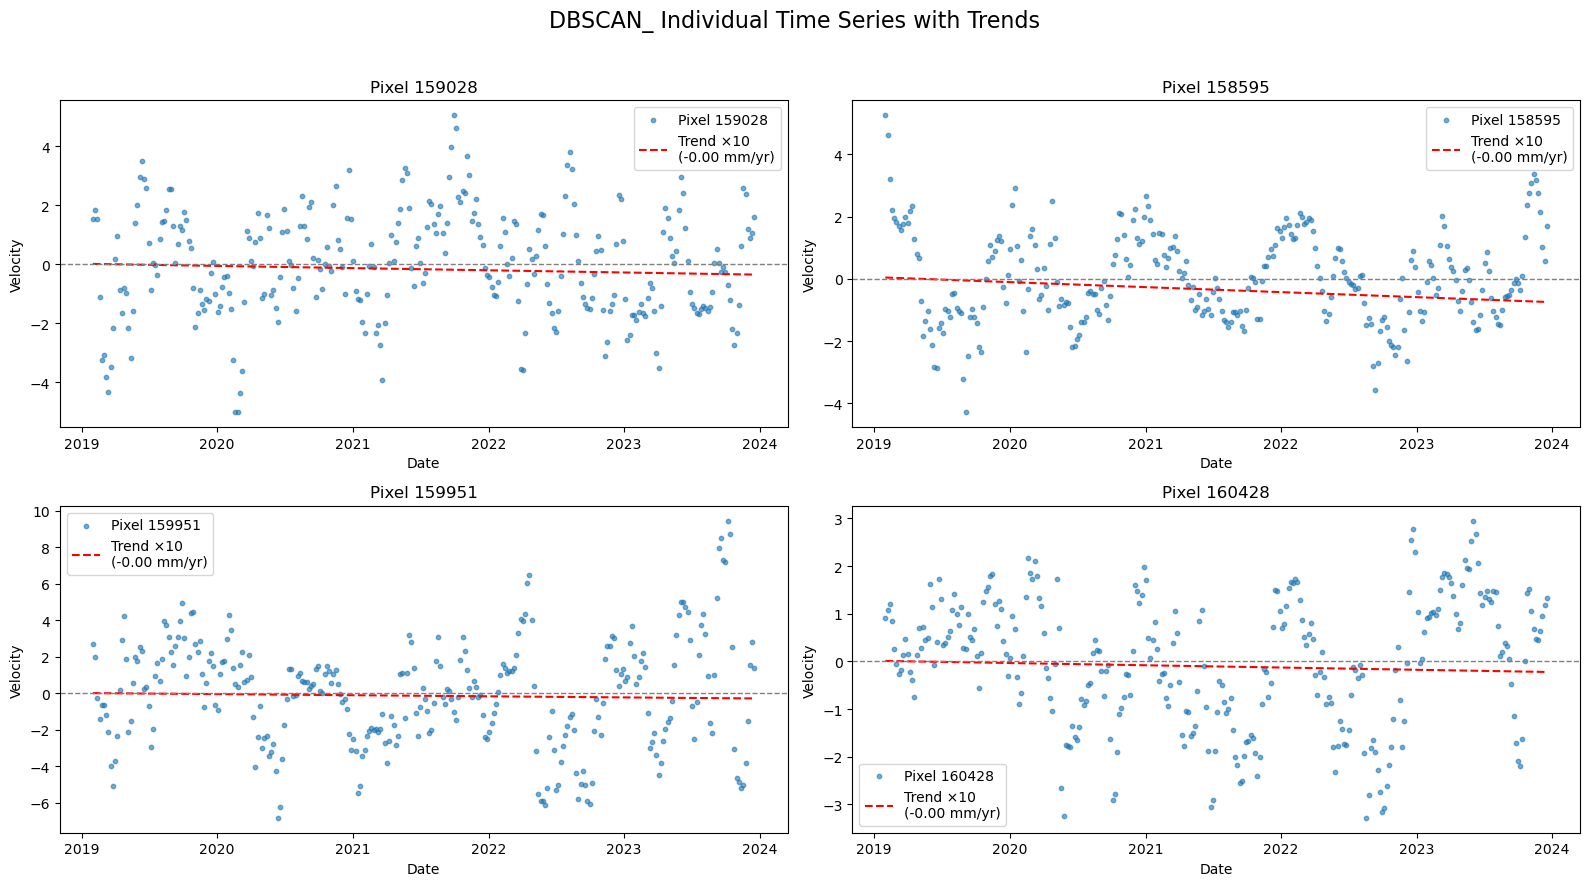 DBSCAN_ Individual Time Series with Trends
Pixel 159028
Velocity
4
2
0
−2
−4
Pixel 159028
Trend ×10
(-0.00 mm/yr)
2019 2020 2021 2022 2023 2024
Date
Pixel 158595
Velocity
4
2
0
−2
−4
Pixel 158595
Trend ×10
(-0.00 mm/yr)
2019 2020 2021 2022 2023 2024
Date
Pixel 159951
Velocity
10
8
6
4
2
0
−2
−4
−6
Pixel 159951
Trend ×10
(-0.00 mm/yr)
2019 2020 2021 2022 2023 2024
Date
Pixel 160428
Velocity
3
2
1
0
−1
−2
−3
Pixel 160428
Trend ×10
(-0.00 mm/yr)
2019 2020 2021 2022 2023 2024
Date